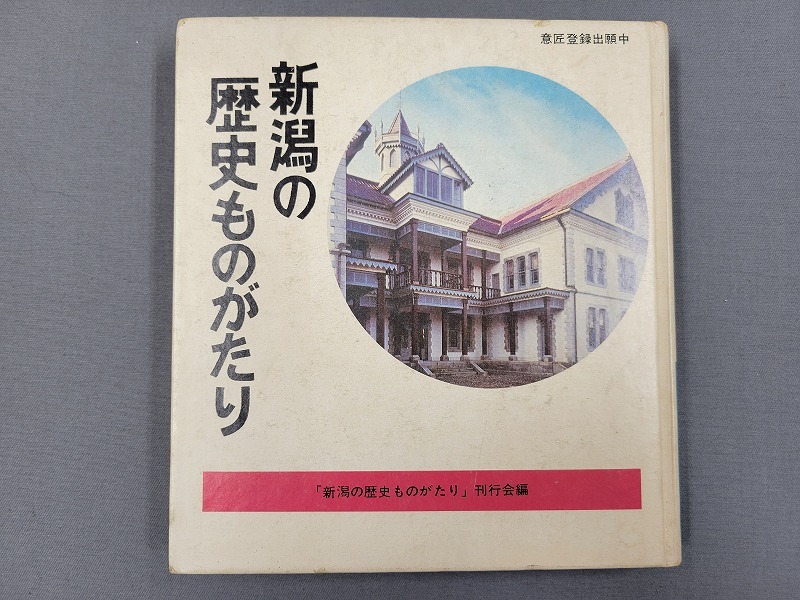 意匠登録出願中
新潟の
歴史ものがたり
「新潟の歴史ものがたり」刊行会編